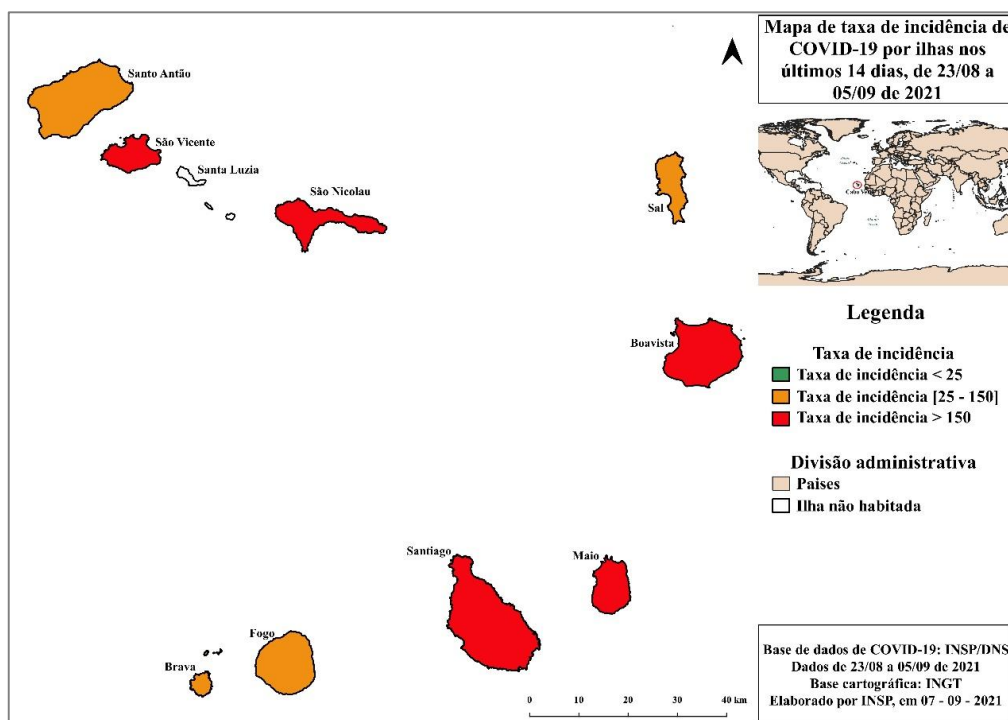 Mapa de taxa de incidência de
COVID-19 por ilhas nos
últimos 14 dias, de 23/08 a
05/09 de 2021
Santo Antão
São Vicente
Santa Luzia
São Nicolau
Sal
Boavista
Santiago
Maio
Fogo
Brava
Legenda
Taxa de incidência
Taxa de incidência < 25
Taxa de incidência [25 - 150]
Taxa de incidência > 150
Divisão administrativa
Paises
Ilha não habitada
0 10 20 30 40 km
Base de dados de COVID-19: INSP/DNS
Dados de 23/08 a 05/09 de 2021
Base cartográfica: INGT
Elaborado por INSP, em 07 - 09 - 2021